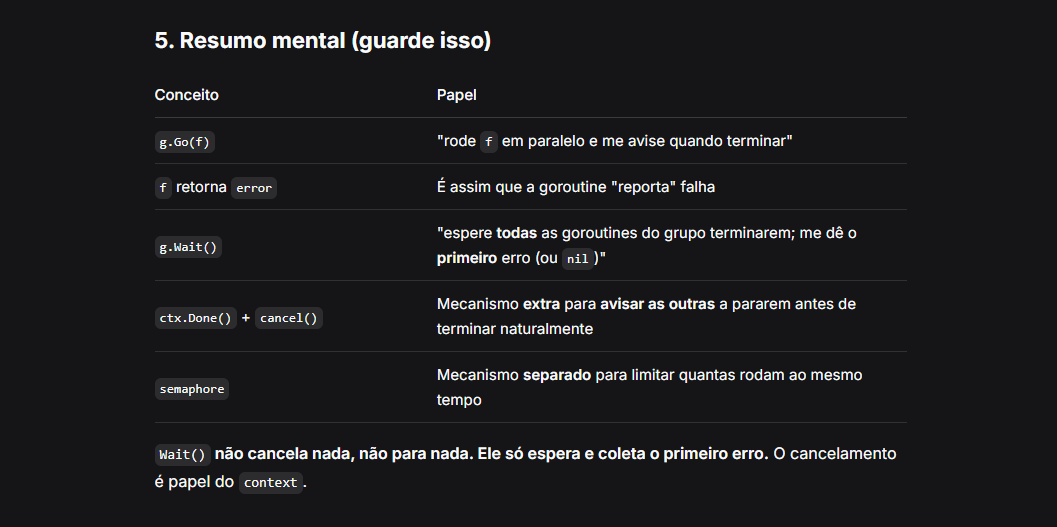 5. Resumo mental (guarde isso)
Conceito Papel
g.Go(f) "rode f em paralelo e me avise quando terminar"
f retorna error É assim que a goroutine "reporta" falha
g.Wait() "espere todas as goroutines do grupo terminarem; me dê o
primeiro erro (ou nil)"
ctx.Done() + cancel() Mecanismo extra para avisar as outras a pararem antes de
terminar naturalmente
semaphore Mecanismo separado para limitar quantas rodam ao mesmo
tempo
Wait() não cancela nada, não para nada. Ele só espera e coleta o primeiro erro. O cancelamento
é papel do context.